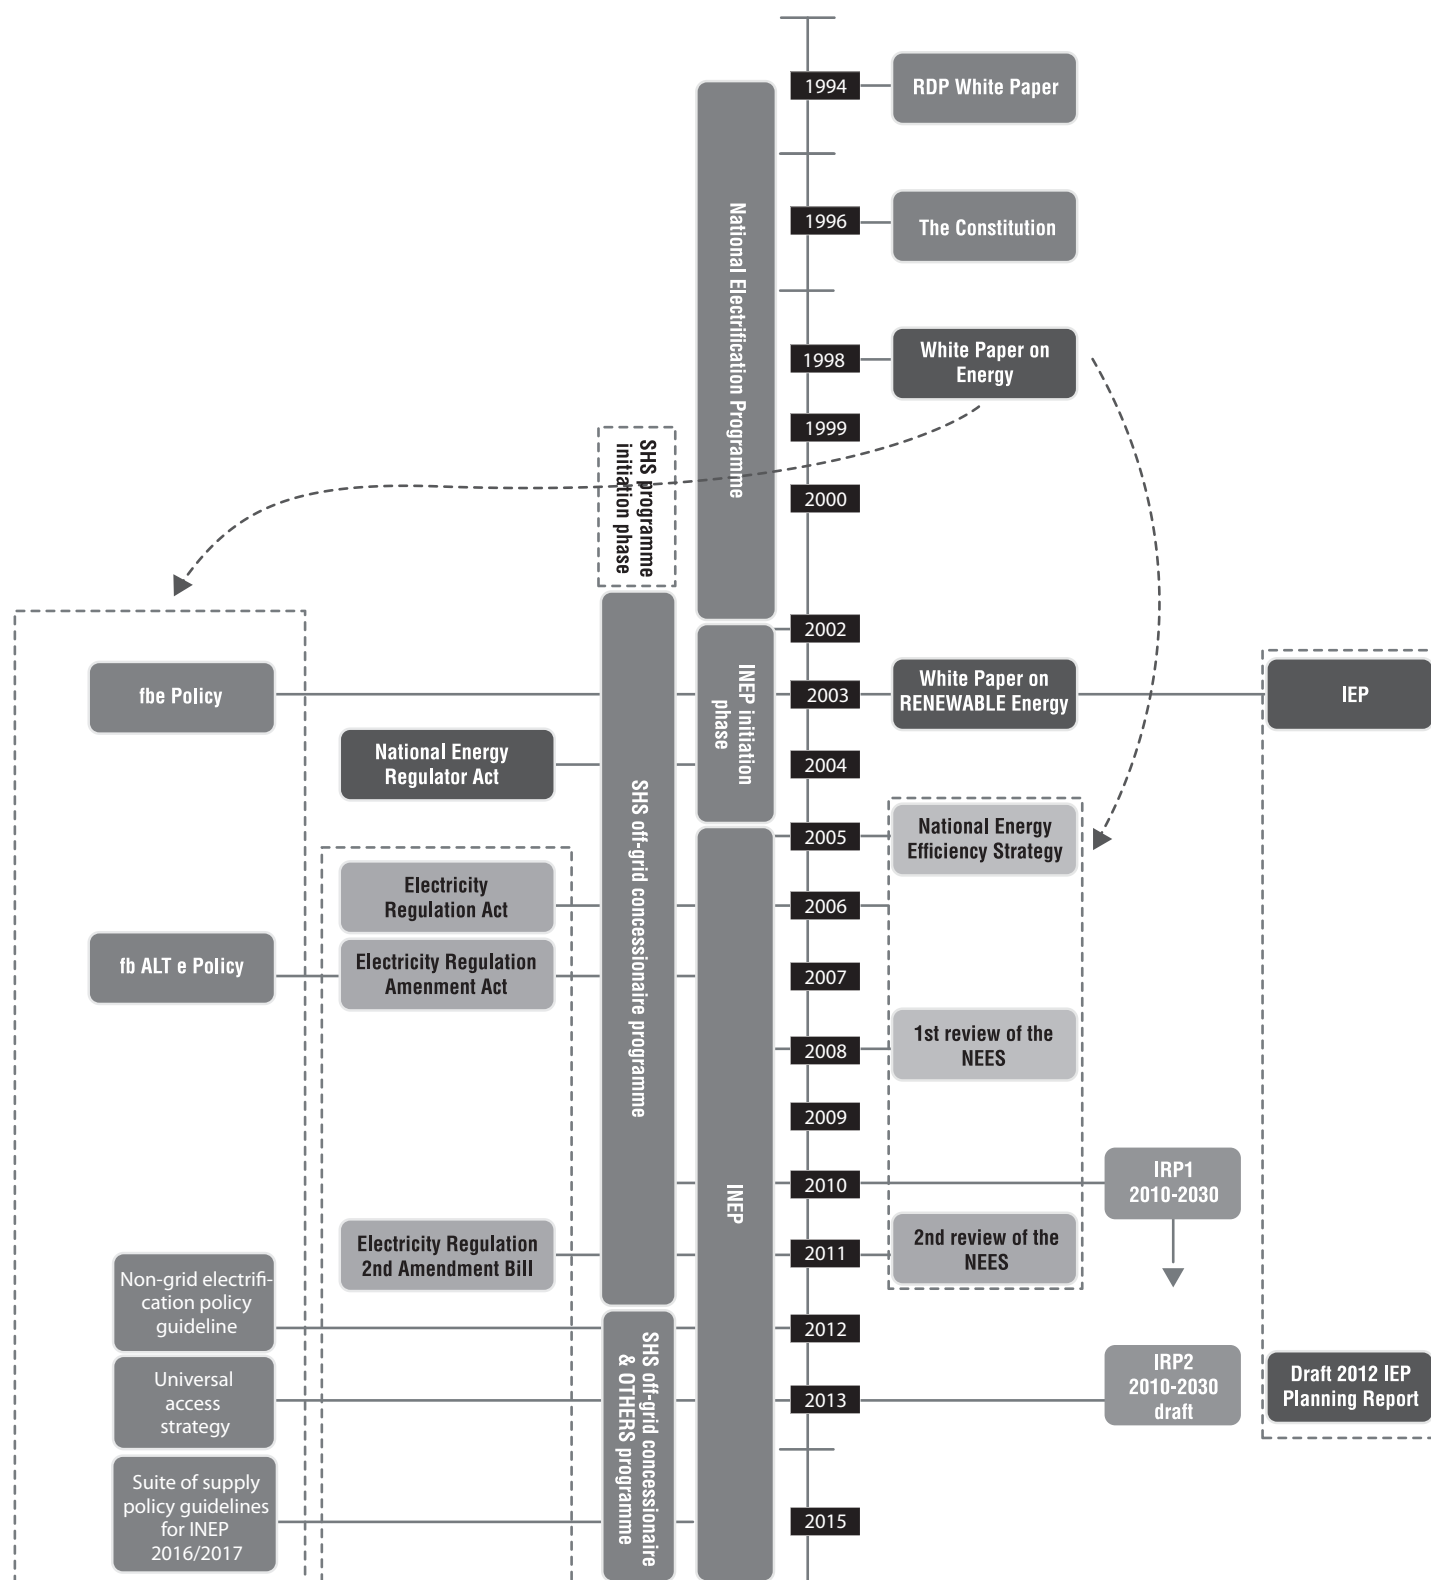 1994
RDP White Paper
National Electrification Programme
1996
The Constitution
1998
White Paper on
Energy
1999
SHS programme
initiation phase
2000
2002
fbe Policy
INEP initiation
phase
2003
White Paper on
RENEWABLE Energy
IEP
National Energy
Regulator Act
2004
SHS off-grid concessionaire programme
2005
National Energy
Efficiency Strategy
Electricity
Regulation Act
2006
fb ALT e Policy
Electricity Regulation
Amenment Act
2007
2008
1st review of the
NEES
2009
INEP
2010
IRP1
2010-2030
Electricity Regulation
2nd Amendment Bill
2011
2nd review of the
NEES
Non-grid electrifi-
cation policy
guideline
2012
SHS off-grid concessionaire
& OTHERS programme
Universal
access
strategy
2013
IRP2
2010-2030
draft
Draft 2012 IEP
Planning Report
Suite of supply
policy guidelines
for INEP
2016/2017
2015